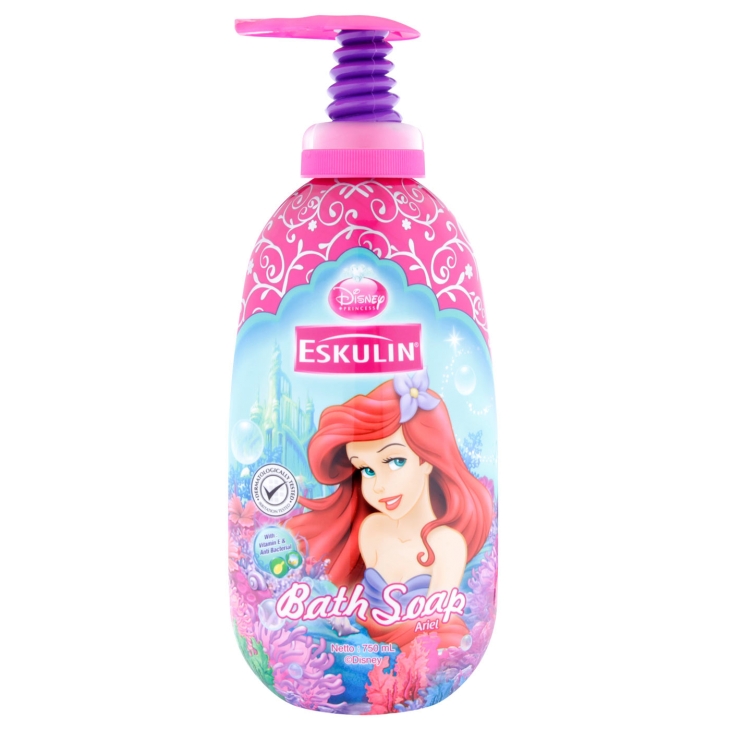 Disney
PRINCESS
ESKULIN®
DERMATOLOGICALLY TESTED
With
Vitamin E &
Anti Bacterial
Bath Soap
Ariel
Netto : 750 mL
©Disney